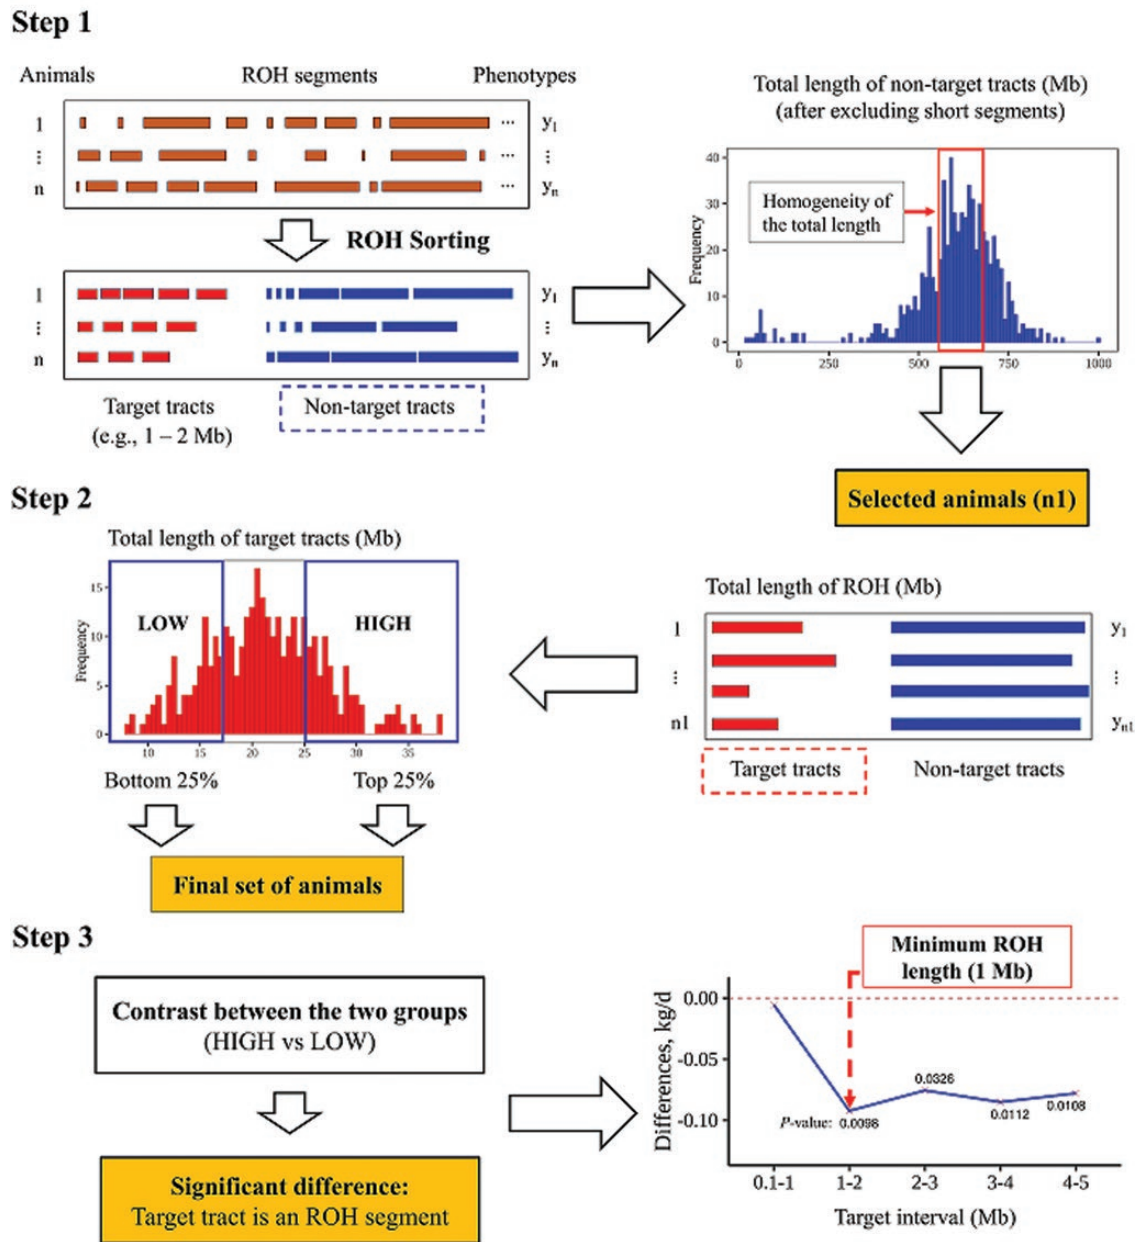 Step 1
Animals ROH segments Phenotypes
1 ··· y1
⋮ ··· ⋮
n ··· yn
ROH Sorting
1 y1
⋮ ⋮
n yn
Target tracts
(e.g., 1 – 2 Mb)
Non-target tracts
Total length of non-target tracts (Mb)
(after excluding short segments)
Frequency
40
30
20
10
0
Homogeneity of
the total length
0 250 500 750 1000
Selected animals (n1)
Step 2
Total length of target tracts (Mb)
Frequency
15
10
5
0
LOW HIGH
10 15 20 25 30 35
Bottom 25% Top 25%
Final set of animals
Total length of ROH (Mb)
1 y1
⋮ ⋮
n1 yn1
Target tracts Non-target tracts
Step 3
Contrast between the two groups
(HIGH vs LOW)
Significant difference:
Target tract is an ROH segment
Minimum ROH
length (1 Mb)
Differences, kg/d
0.00
-0.05
-0.10
P-value: 0.0098
0.0326
0.0112
0.0108
0.1-1 1-2 2-3 3-4 4-5
Target interval (Mb)